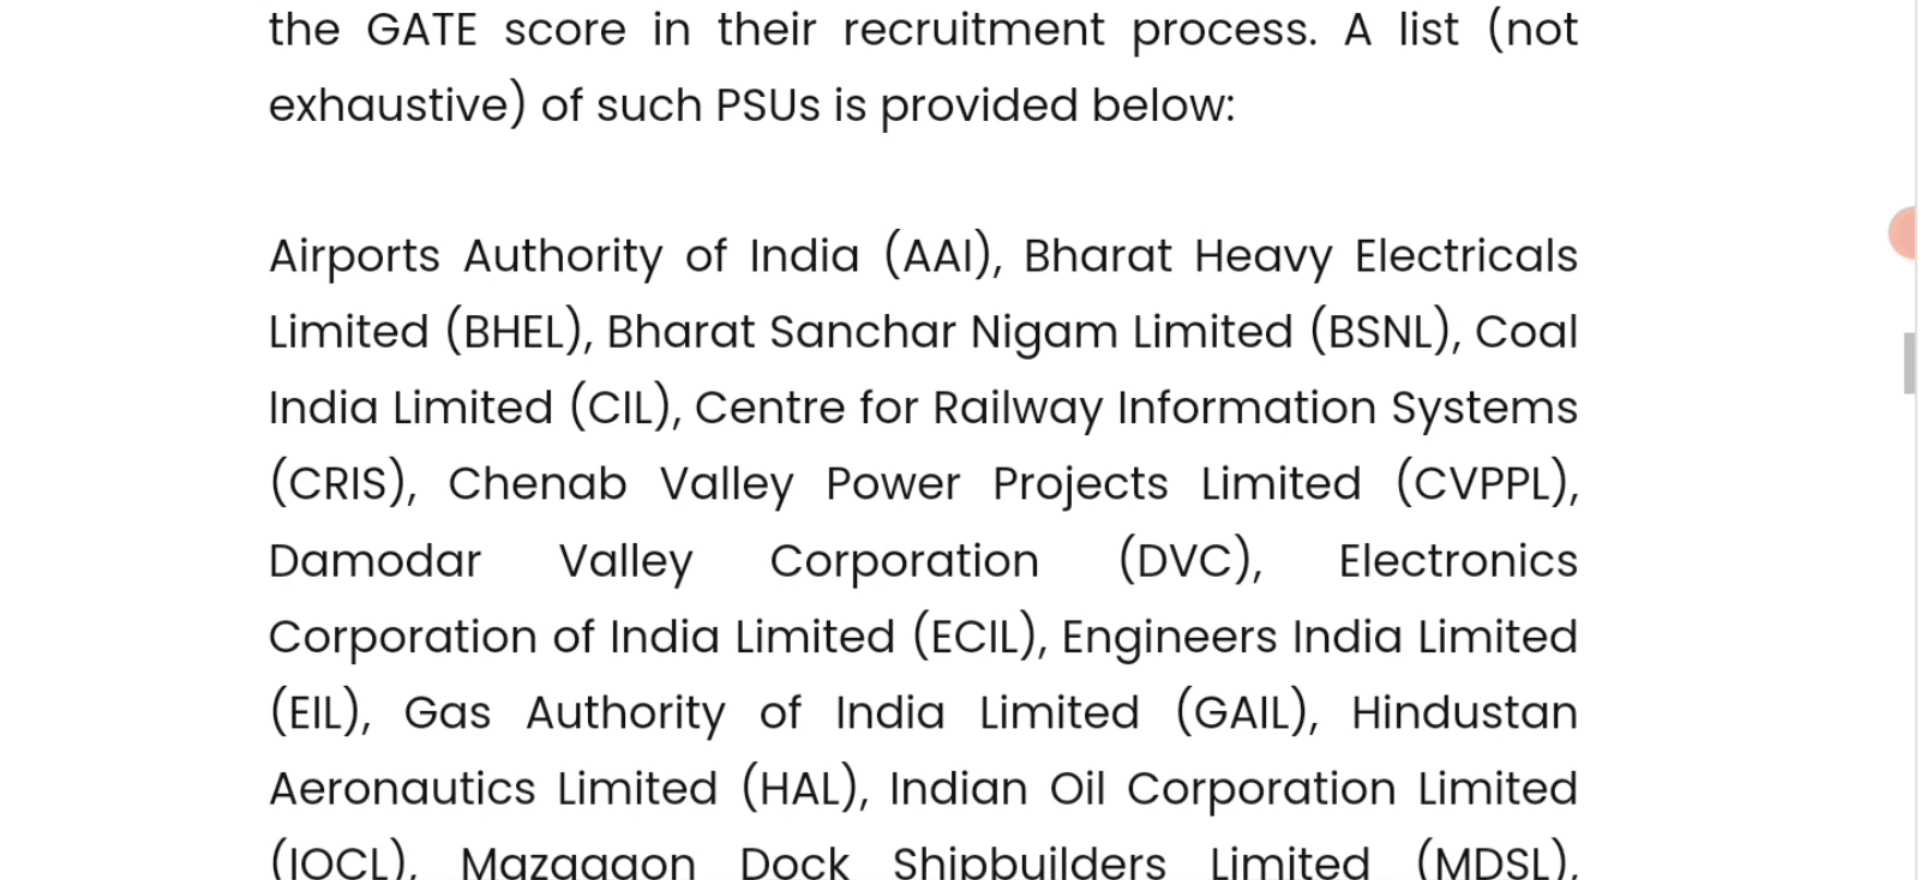 the GATE score in their recruitment process. A list (not
exhaustive) of such PSUs is provided below:
Airports Authority of India (AAI), Bharat Heavy Electricals
Limited (BHEL), Bharat Sanchar Nigam Limited (BSNL), Coal
India Limited (CIL), Centre for Railway Information Systems
(CRIS), Chenab Valley Power Projects Limited (CVPPL),
Damodar Valley Corporation (DVC), Electronics
Corporation of India Limited (ECIL), Engineers India Limited
(EIL), Gas Authority of India Limited (GAIL), Hindustan
Aeronautics Limited (HAL), Indian Oil Corporation Limited
(IOCL), Mazagaon Dock Shipbuilders Limited (MDSL),